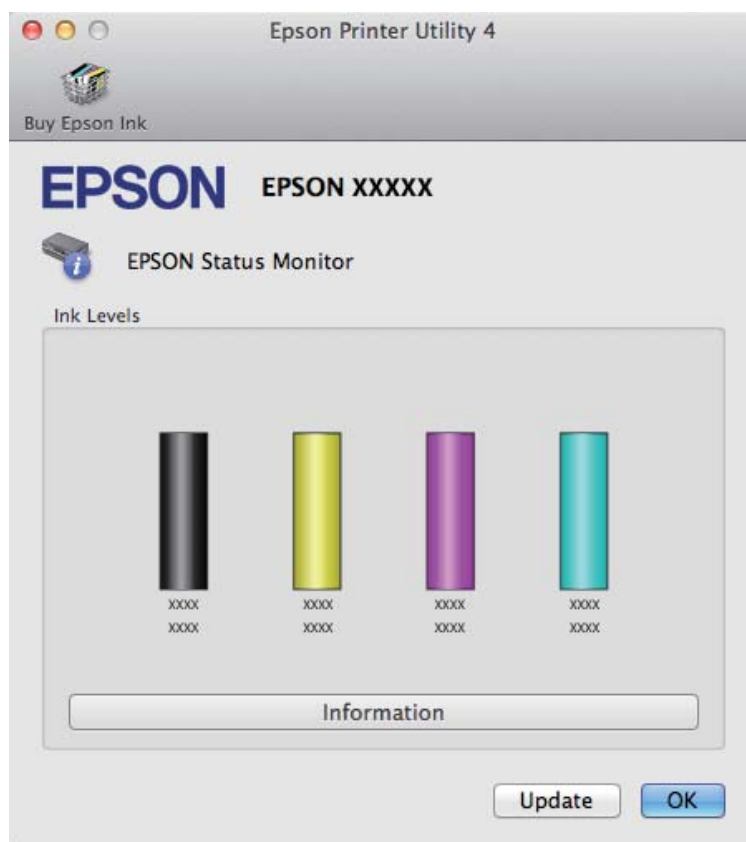 Epson Printer Utility 4
Buy Epson Ink
EPSON EPSON XXXXX
EPSON Status Monitor
Ink Levels
xxxx xxxx xxxx xxxx
xxxx xxxx xxxx xxxx
Information
Update OK